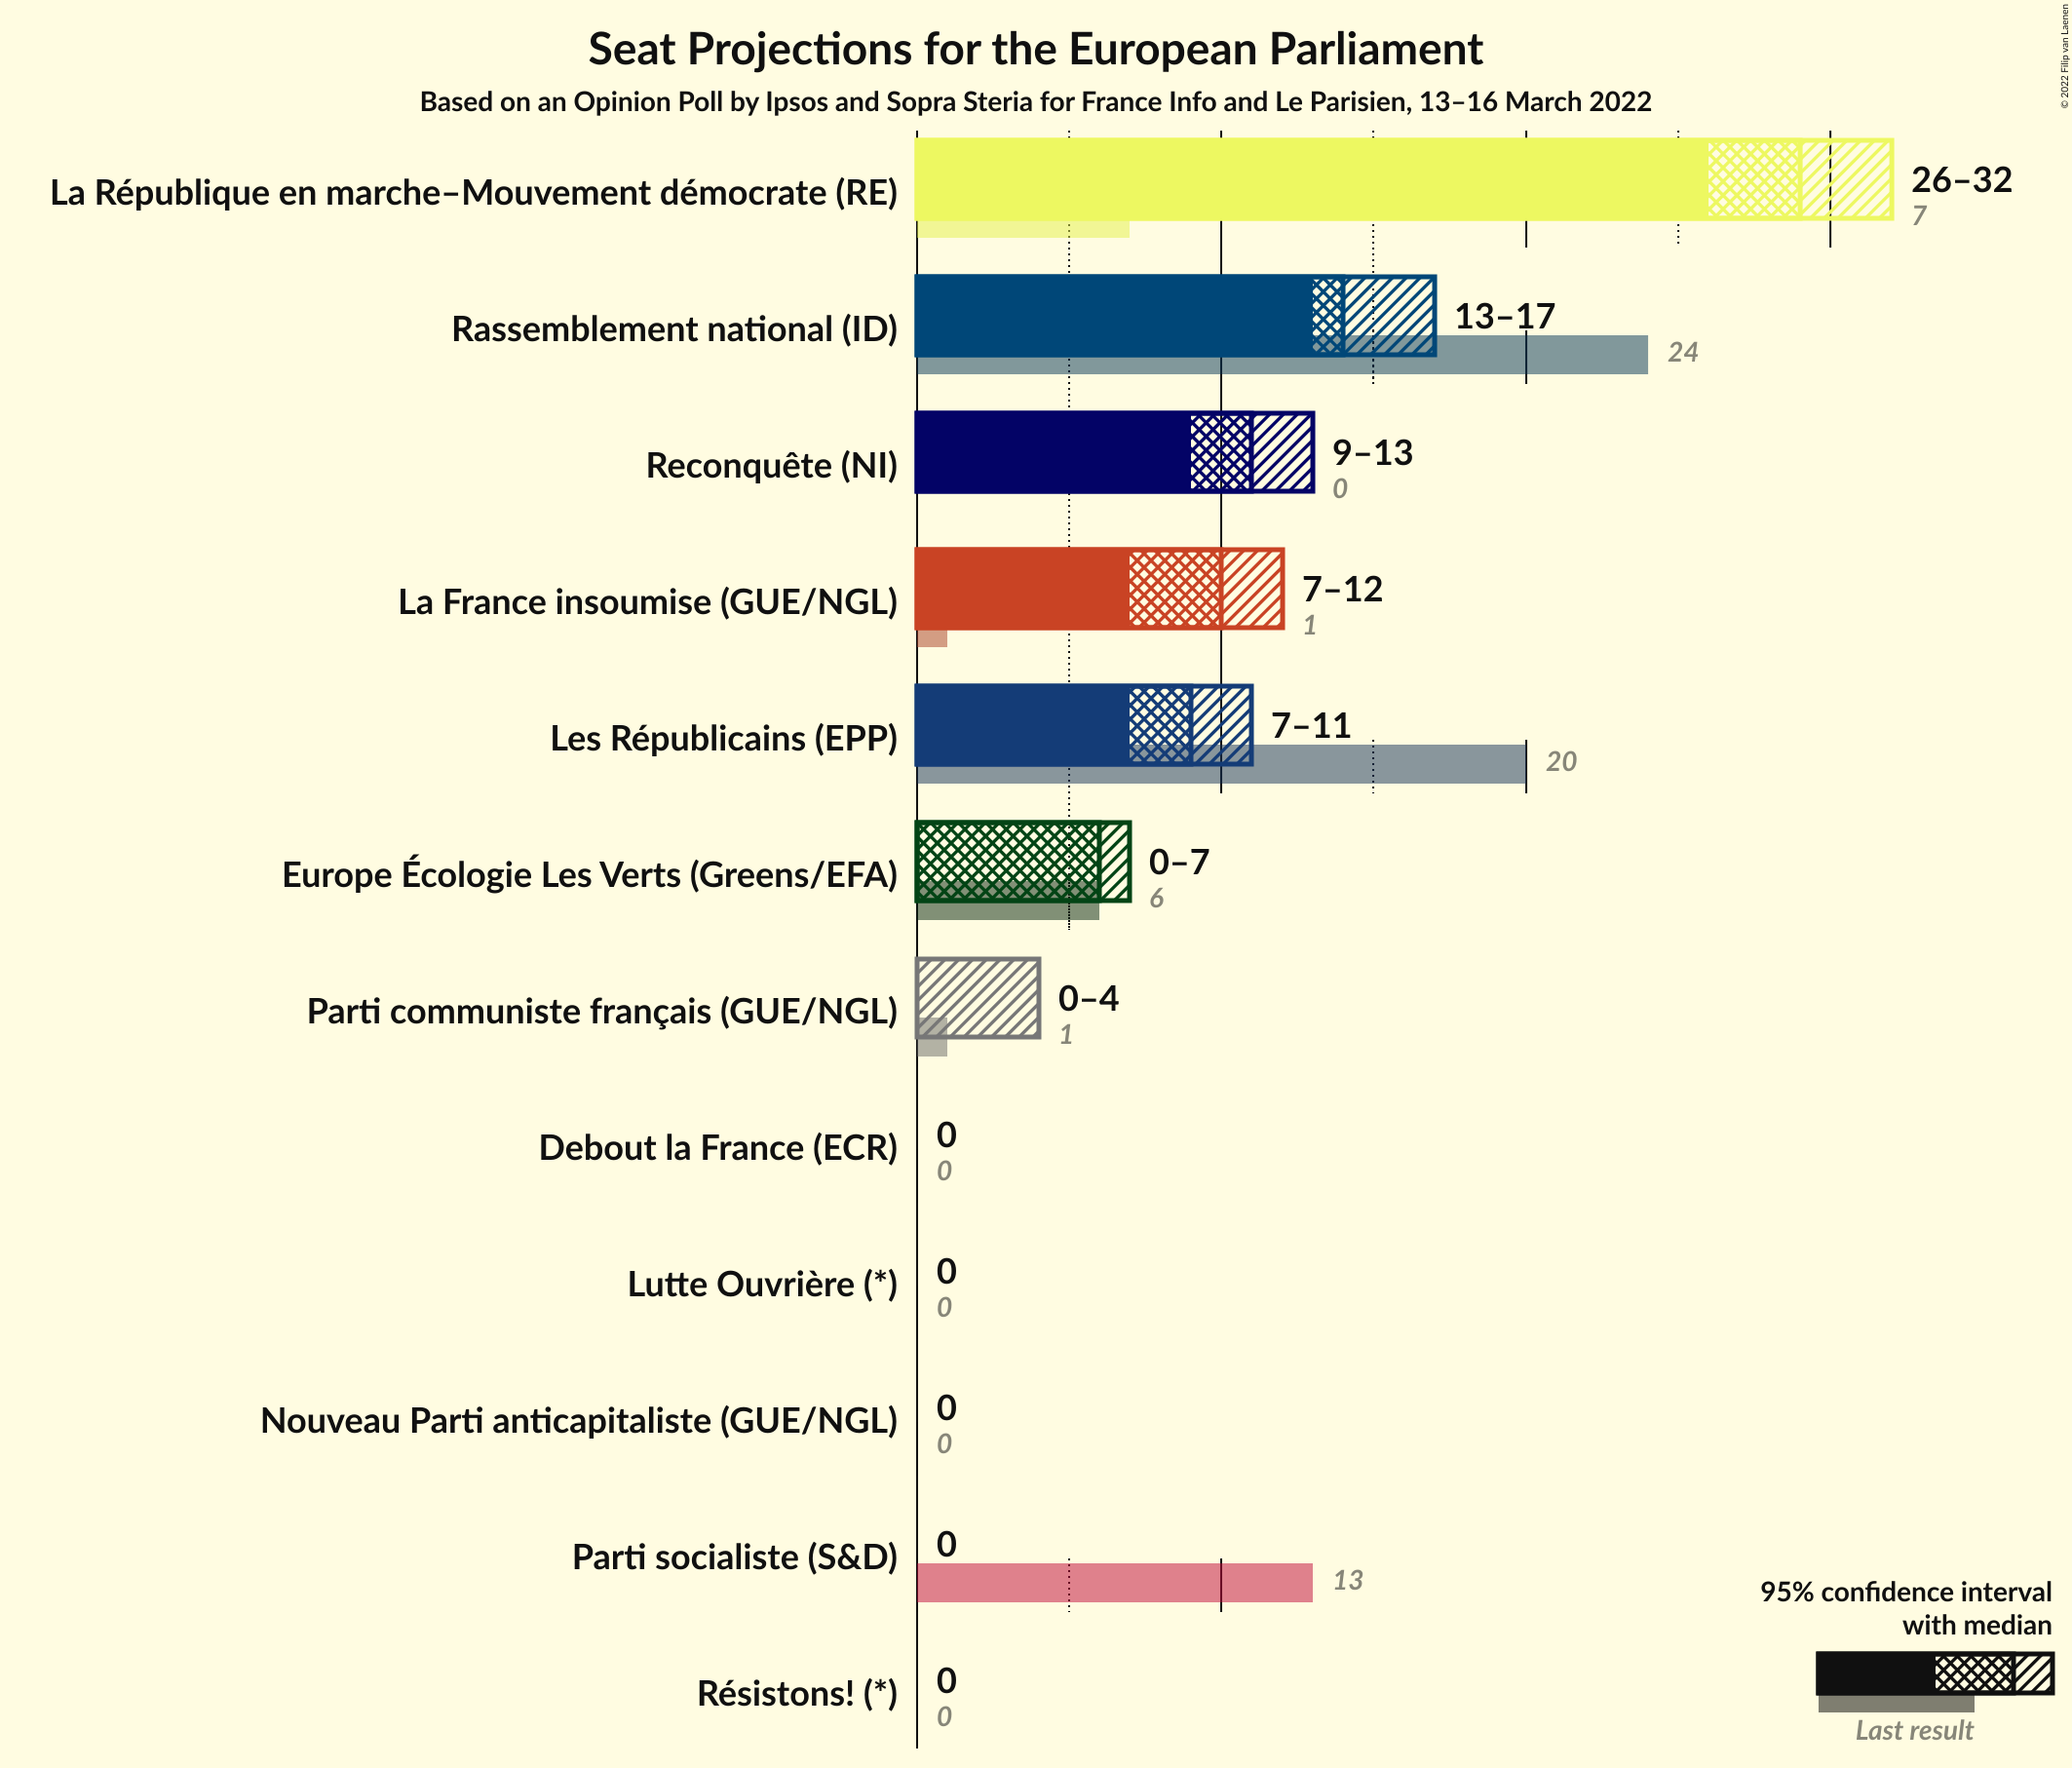 Seat Projections for the European Parliament
Based on an Opinion Poll by Ipsos and Sopra Steria for France Info and Le Parisien, 13–16 March 2022
© 2022 Filip van Laenen
La République en marche–Mouvement démocrate (RE)
26–32
7
Rassemblement national (ID)
13–17
24
Reconquête (NI)
9–13
0
La France insoumise (GUE/NGL)
7–12
1
Les Républicains (EPP)
7–11
20
Europe Écologie Les Verts (Greens/EFA)
0–7
6
Parti communiste français (GUE/NGL)
0–4
1
Debout la France (ECR)
0
0
Lutte Ouvrière (*)
0
0
Nouveau Parti anticapitaliste (GUE/NGL)
0
0
Parti socialiste (S&D)
0
13
Résistons! (*)
0
0
95% confidence interval
with median
Last result